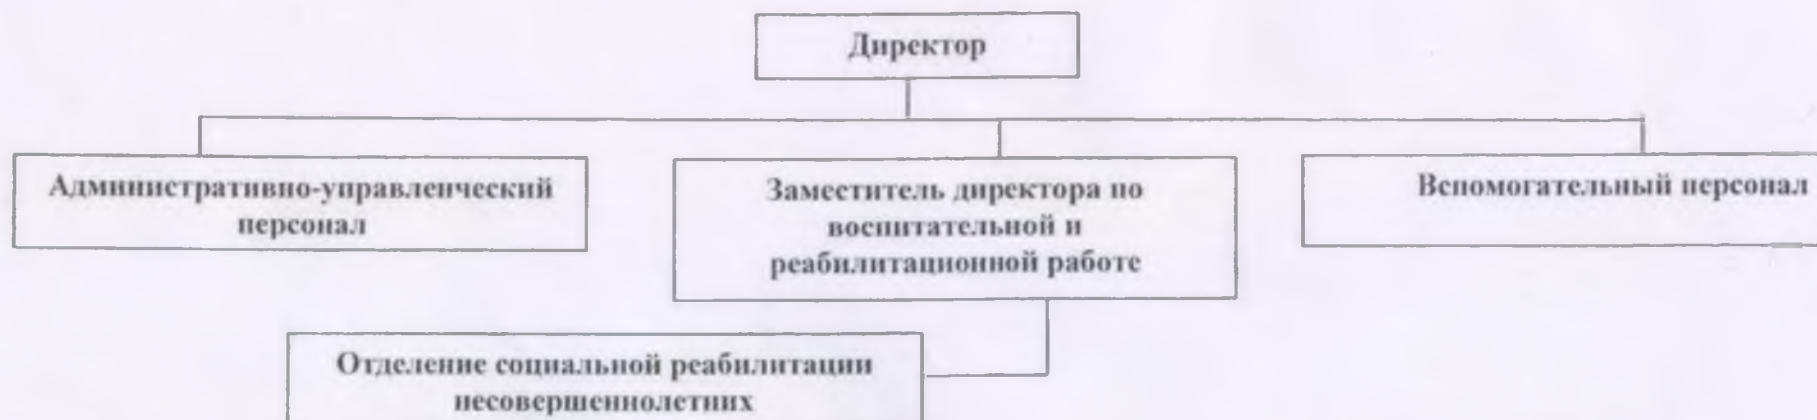 Директор
Административно-управленческий
персонал
Заместитель директора по
воспитательной и
реабилитационной работе
Вспомогательный персонал
Отделение социальной реабилитации
несовершеннолетних